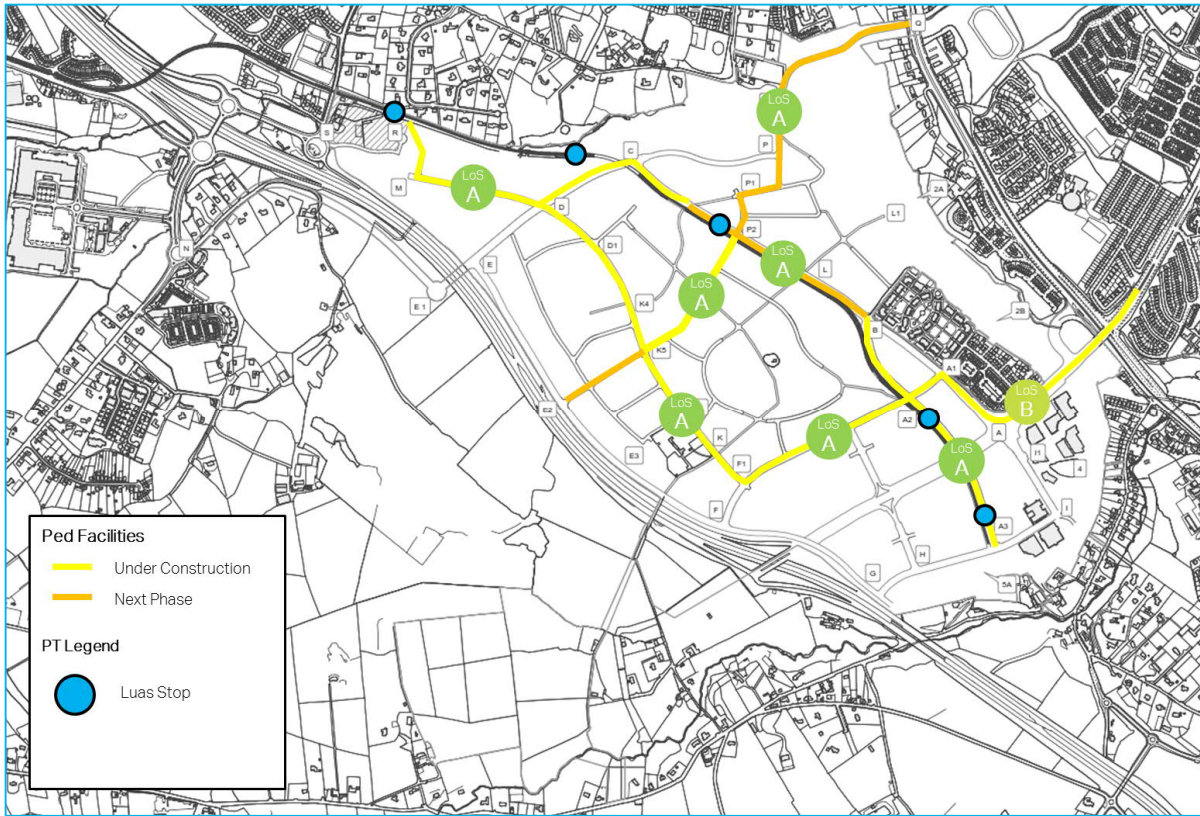 Q
LoS
A
S
R
P
C
M
LoS
A
P1
2A
D
L1
P2
N
D1
E
LoS
A
L
LoS
A
E 1
K4
2B
B
K5
A1
E2
LoS
A
LoS
B
LoS
A
A2
A
K
E3
I1
F1
LoS
A
4
F
I
A3
H
G
5A
Ped Facilities
Under Construction
Next Phase
PT Legend
Luas Stop